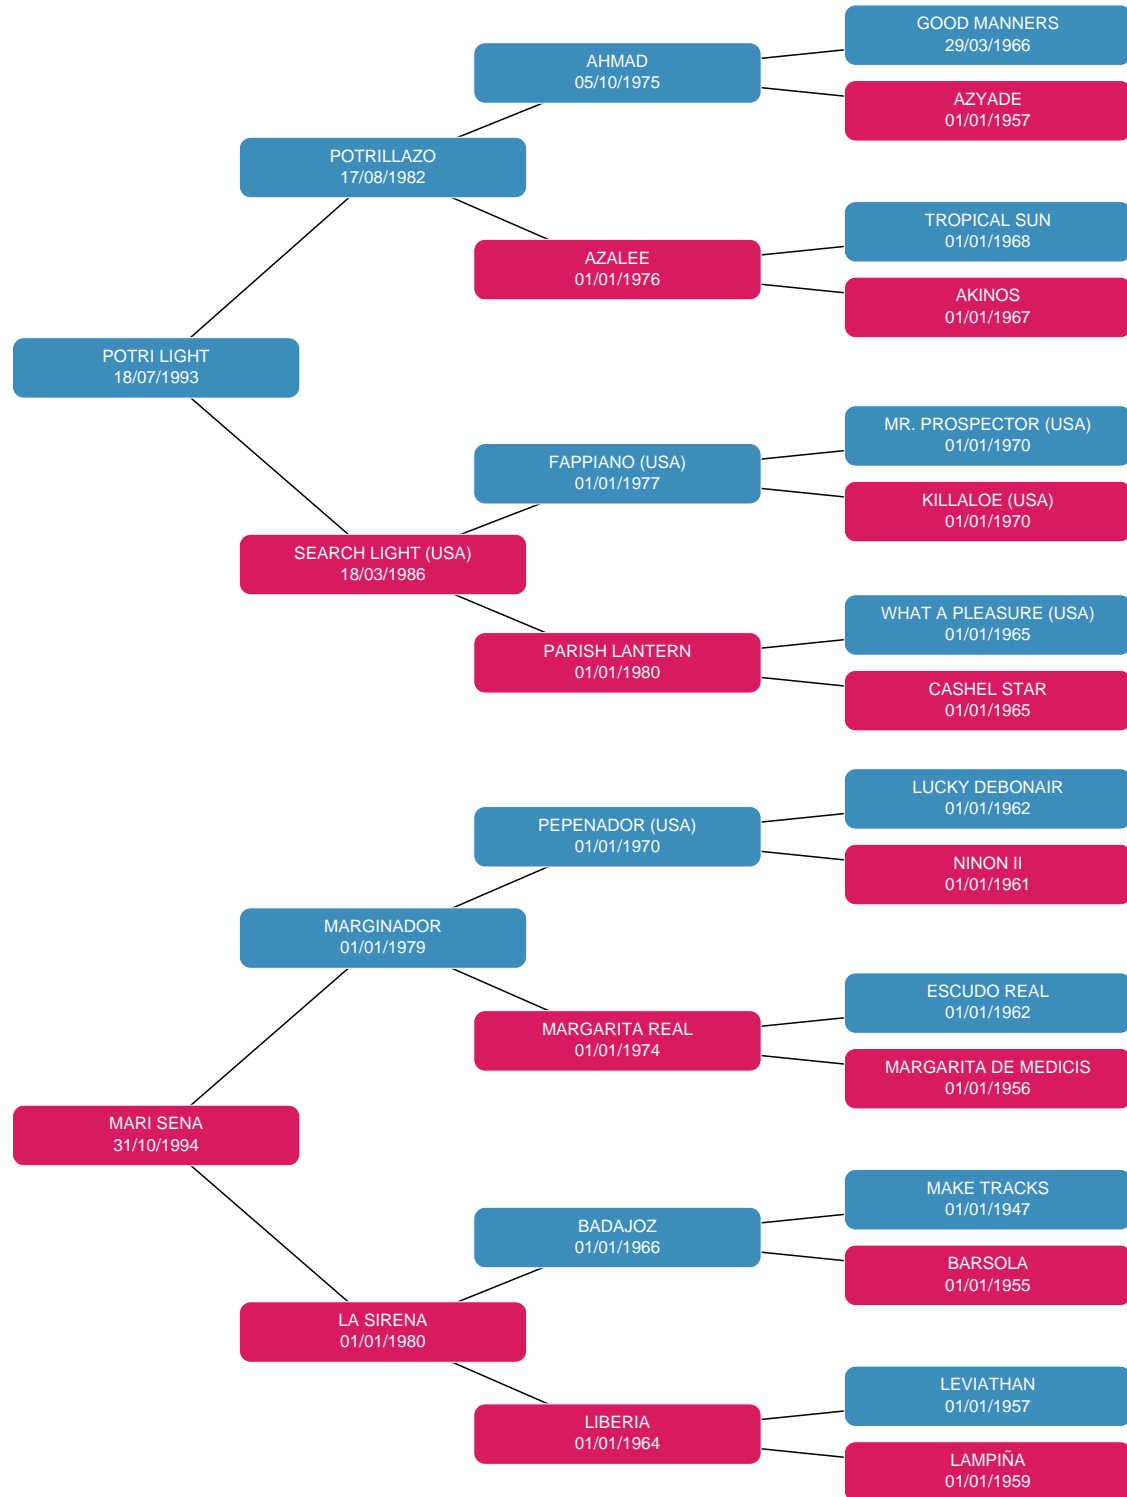 GOOD MANNERS
29/03/1966
AHMAD
05/10/1975
AZYADE
01/01/1957
POTRILLAZO
17/08/1982
TROPICAL SUN
01/01/1968
AZALEE
01/01/1976
AKINOS
01/01/1967
POTRI LIGHT
18/07/1993
MR. PROSPECTOR (USA)
01/01/1970
FAPPIANO (USA)
01/01/1977
KILLALOE (USA)
01/01/1970
SEARCH LIGHT (USA)
18/03/1986
WHAT A PLEASURE (USA)
01/01/1965
PARISH LANTERN
01/01/1980
CASHEL STAR
01/01/1965
LUCKY DEBONAIR
01/01/1962
PEPENADOR (USA)
01/01/1970
NINON II
01/01/1961
MARGINADOR
01/01/1979
ESCUDO REAL
01/01/1962
MARGARITA REAL
01/01/1974
MARGARITA DE MEDICIS
01/01/1956
MARI SENA
31/10/1994
MAKE TRACKS
01/01/1947
BADAJOZ
01/01/1966
BARSOLA
01/01/1955
LA SIRENA
01/01/1980
LEVIATHAN
01/01/1957
LIBERIA
01/01/1964
LAMPIÑA
01/01/1959